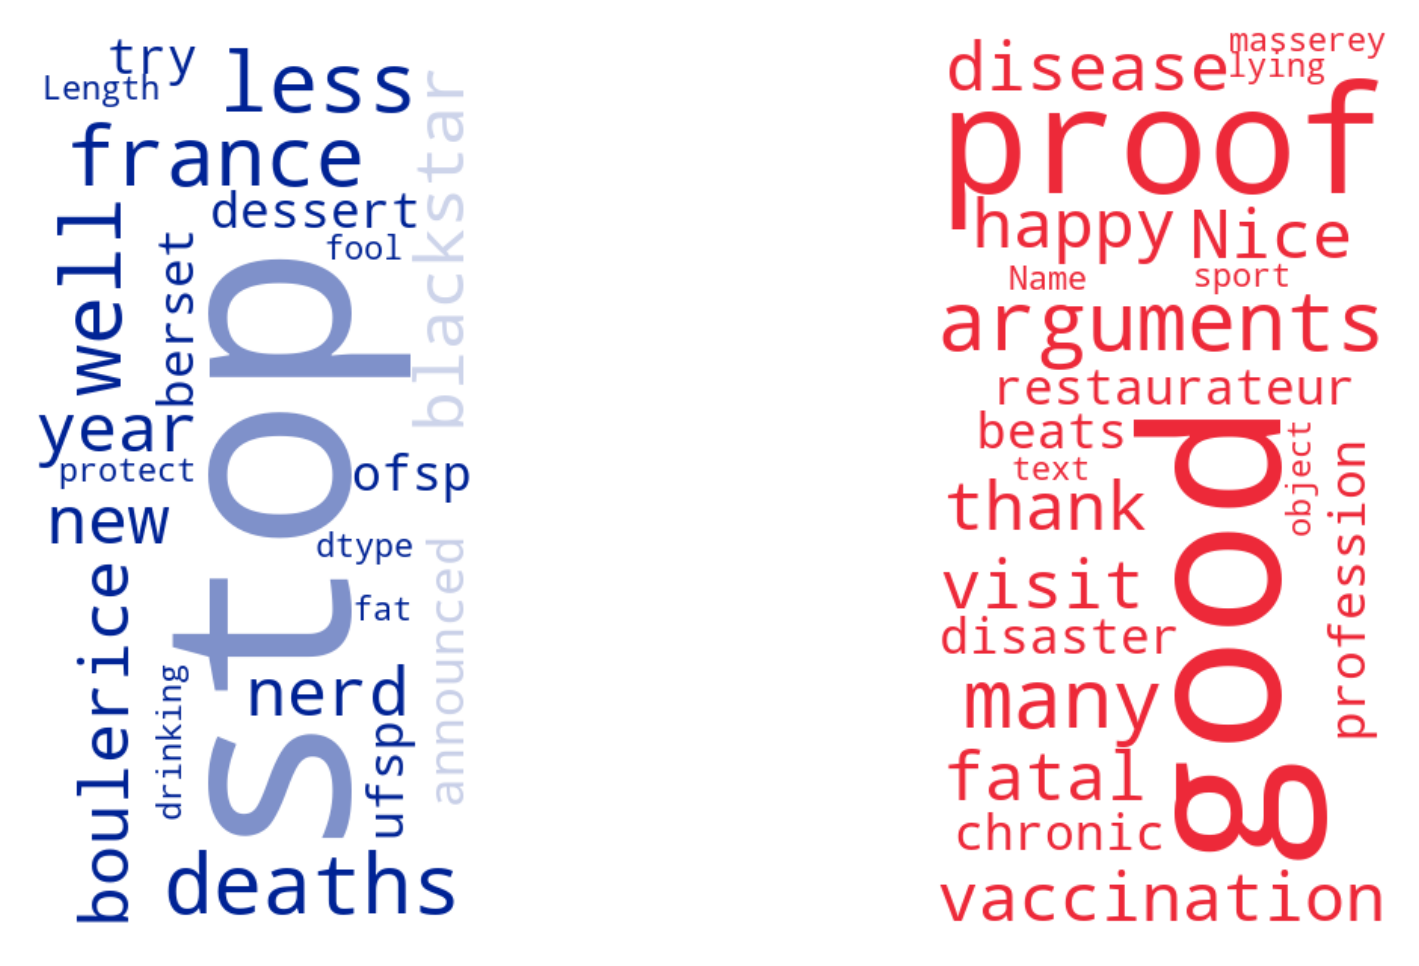 try
Length
less
france
blackstar
dessert
well
berset
fool
stop
year
protect
ofsp
new
dtype
announced
boulerice
fat
drinking
nerd
ufsp
deaths
masserey
disease
lying
proof
happy
Nice
Name
sport
arguments
restaurateur
beats
good
object
text
profession
thank
visit
disaster
many
fatal
chronic
vaccination